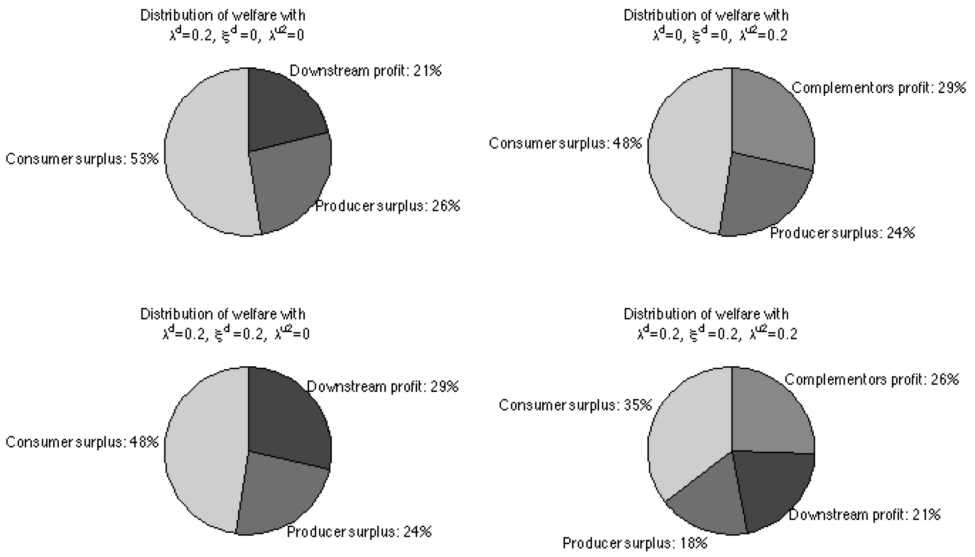 Distribution of welfare with
λᵈ=0.2, ξᵈ=0, λᵘ²=0
Downstream profit: 21%
Consumer surplus: 53%
Producer surplus: 26%
Distribution of welfare with
λᵈ=0, ξᵈ=0, λᵘ²=0.2
Complementors profit: 29%
Consumer surplus: 48%
Producer surplus: 24%
Distribution of welfare with
λᵈ=0.2, ξᵈ=0.2, λᵘ²=0
Downstream profit: 29%
Consumer surplus: 48%
Producer surplus: 24%
Distribution of welfare with
λᵈ=0.2, ξᵈ=0.2, λᵘ²=0.2
Complementors profit: 26%
Consumer surplus: 35%
Downstream profit: 21%
Producer surplus: 18%